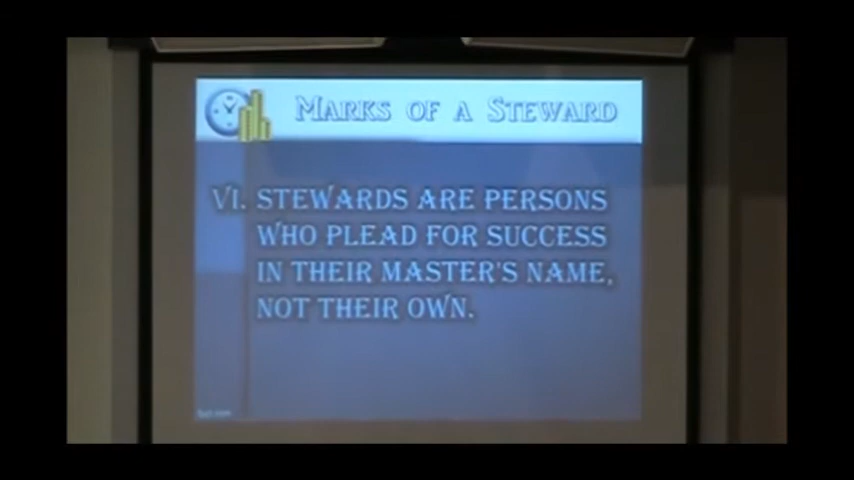 MARKS OF A STEWARD
VI. STEWARDS ARE PERSONS
WHO PLEAD FOR SUCCESS
IN THEIR MASTER'S NAME,
NOT THEIR OWN.